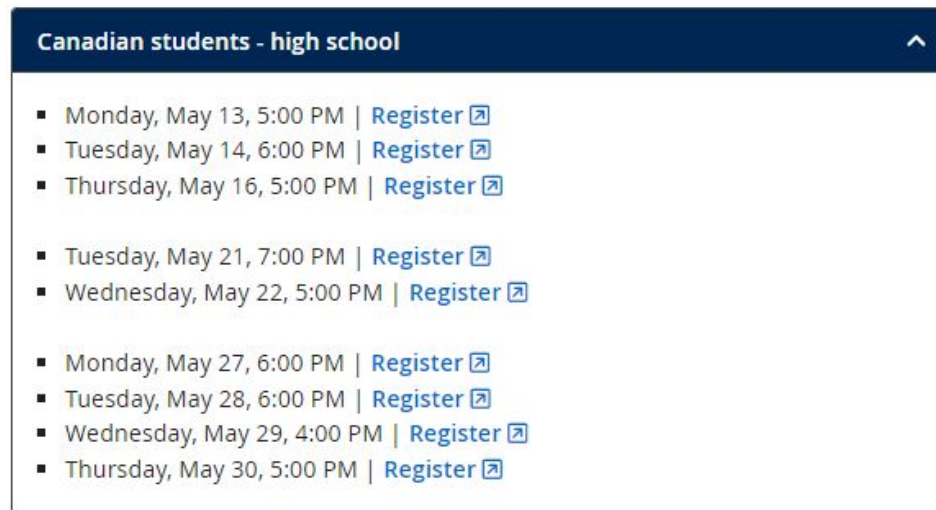 Canadian students - high school
▪ Monday, May 13, 5:00 PM | Register
▪ Tuesday, May 14, 6:00 PM | Register
▪ Thursday, May 16, 5:00 PM | Register
▪ Tuesday, May 21, 7:00 PM | Register
▪ Wednesday, May 22, 5:00 PM | Register
▪ Monday, May 27, 6:00 PM | Register
▪ Tuesday, May 28, 6:00 PM | Register
▪ Wednesday, May 29, 4:00 PM | Register
▪ Thursday, May 30, 5:00 PM | Register